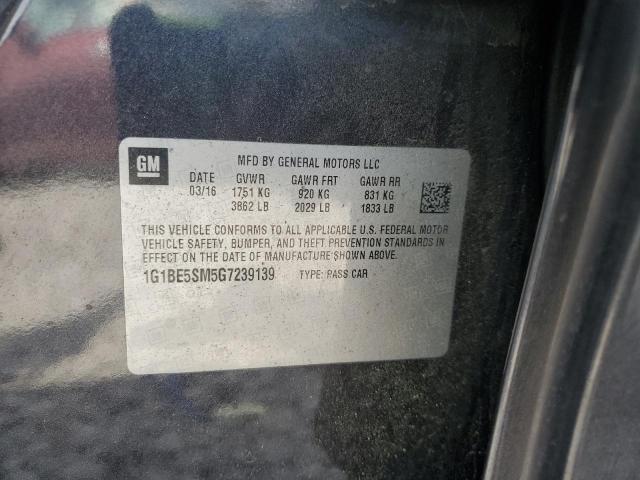 GM
MFD BY GENERAL MOTORS LLC
DATE GVWR GAWR FRT GAWR RR
03/16 1751 KG 920 KG 831 KG
3862 LB 2029 LB 1833 LB
THIS VEHICLE CONFORMS TO ALL APPLICABLE U.S. FEDERAL MOTOR
VEHICLE SAFETY, BUMPER, AND THEFT PREVENTION STANDARDS IN
EFFECT ON THE DATE OF MANUFACTURE SHOWN ABOVE.
1G1BE5SM5G7239139 TYPE: PASS CAR